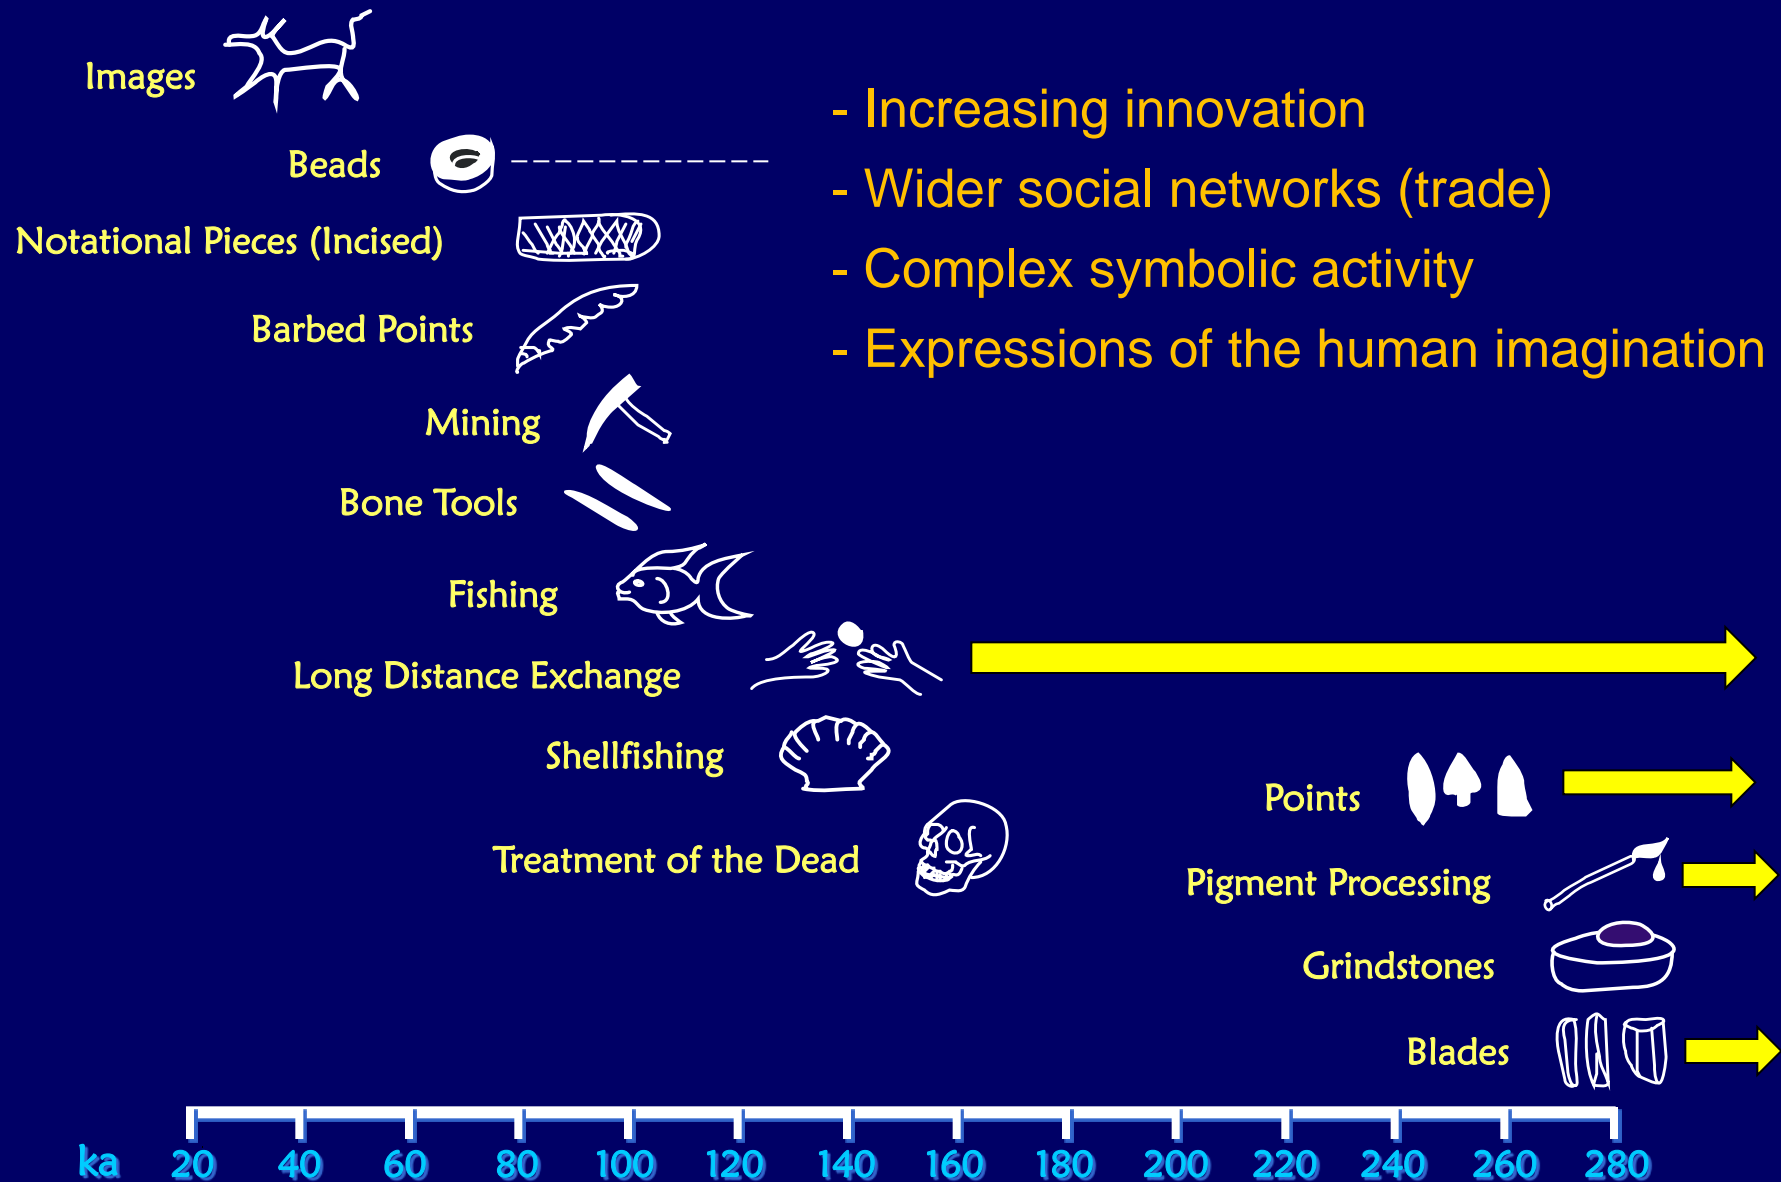 Images
- Increasing innovation
Beads
- Wider social networks (trade)
Notational Pieces (Incised)
- Complex symbolic activity
Barbed Points
- Expressions of the human imagination
Mining
Bone Tools
Fishing
Long Distance Exchange
Shellfishing
Points
Treatment of the Dead
Pigment Processing
Grindstones
Blades
ka 20 40 60 80 100 120 140 160 180 200 220 240 260 280